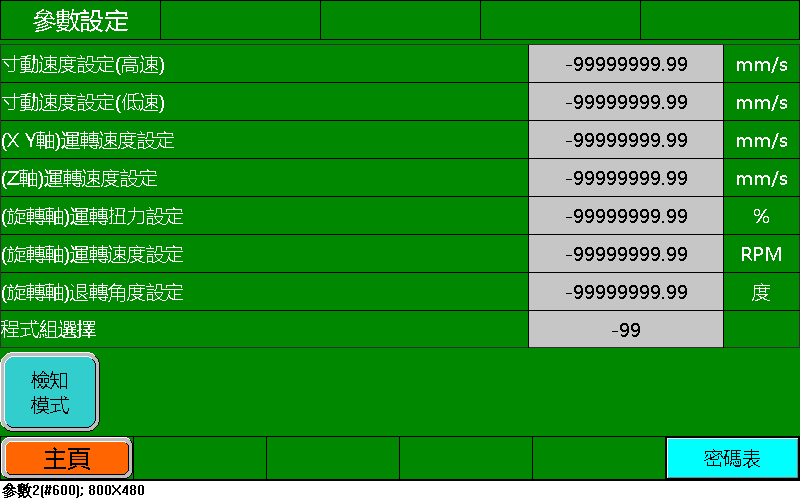 參數設定
寸動速度設定(高速) -99999999.99 mm/s
寸動速度設定(低速) -99999999.99 mm/s
(X Y軸)運轉速度設定 -99999999.99 mm/s
(Z軸)運轉速度設定 -99999999.99 mm/s
(旋轉軸)運轉扭力設定 -99999999.99 %
(旋轉軸)運轉速度設定 -99999999.99 RPM
(旋轉軸)退轉角度設定 -99999999.99 度
程式組選擇 -99
檢知
模式
主頁 密碼表
參數2(#600); 800X480